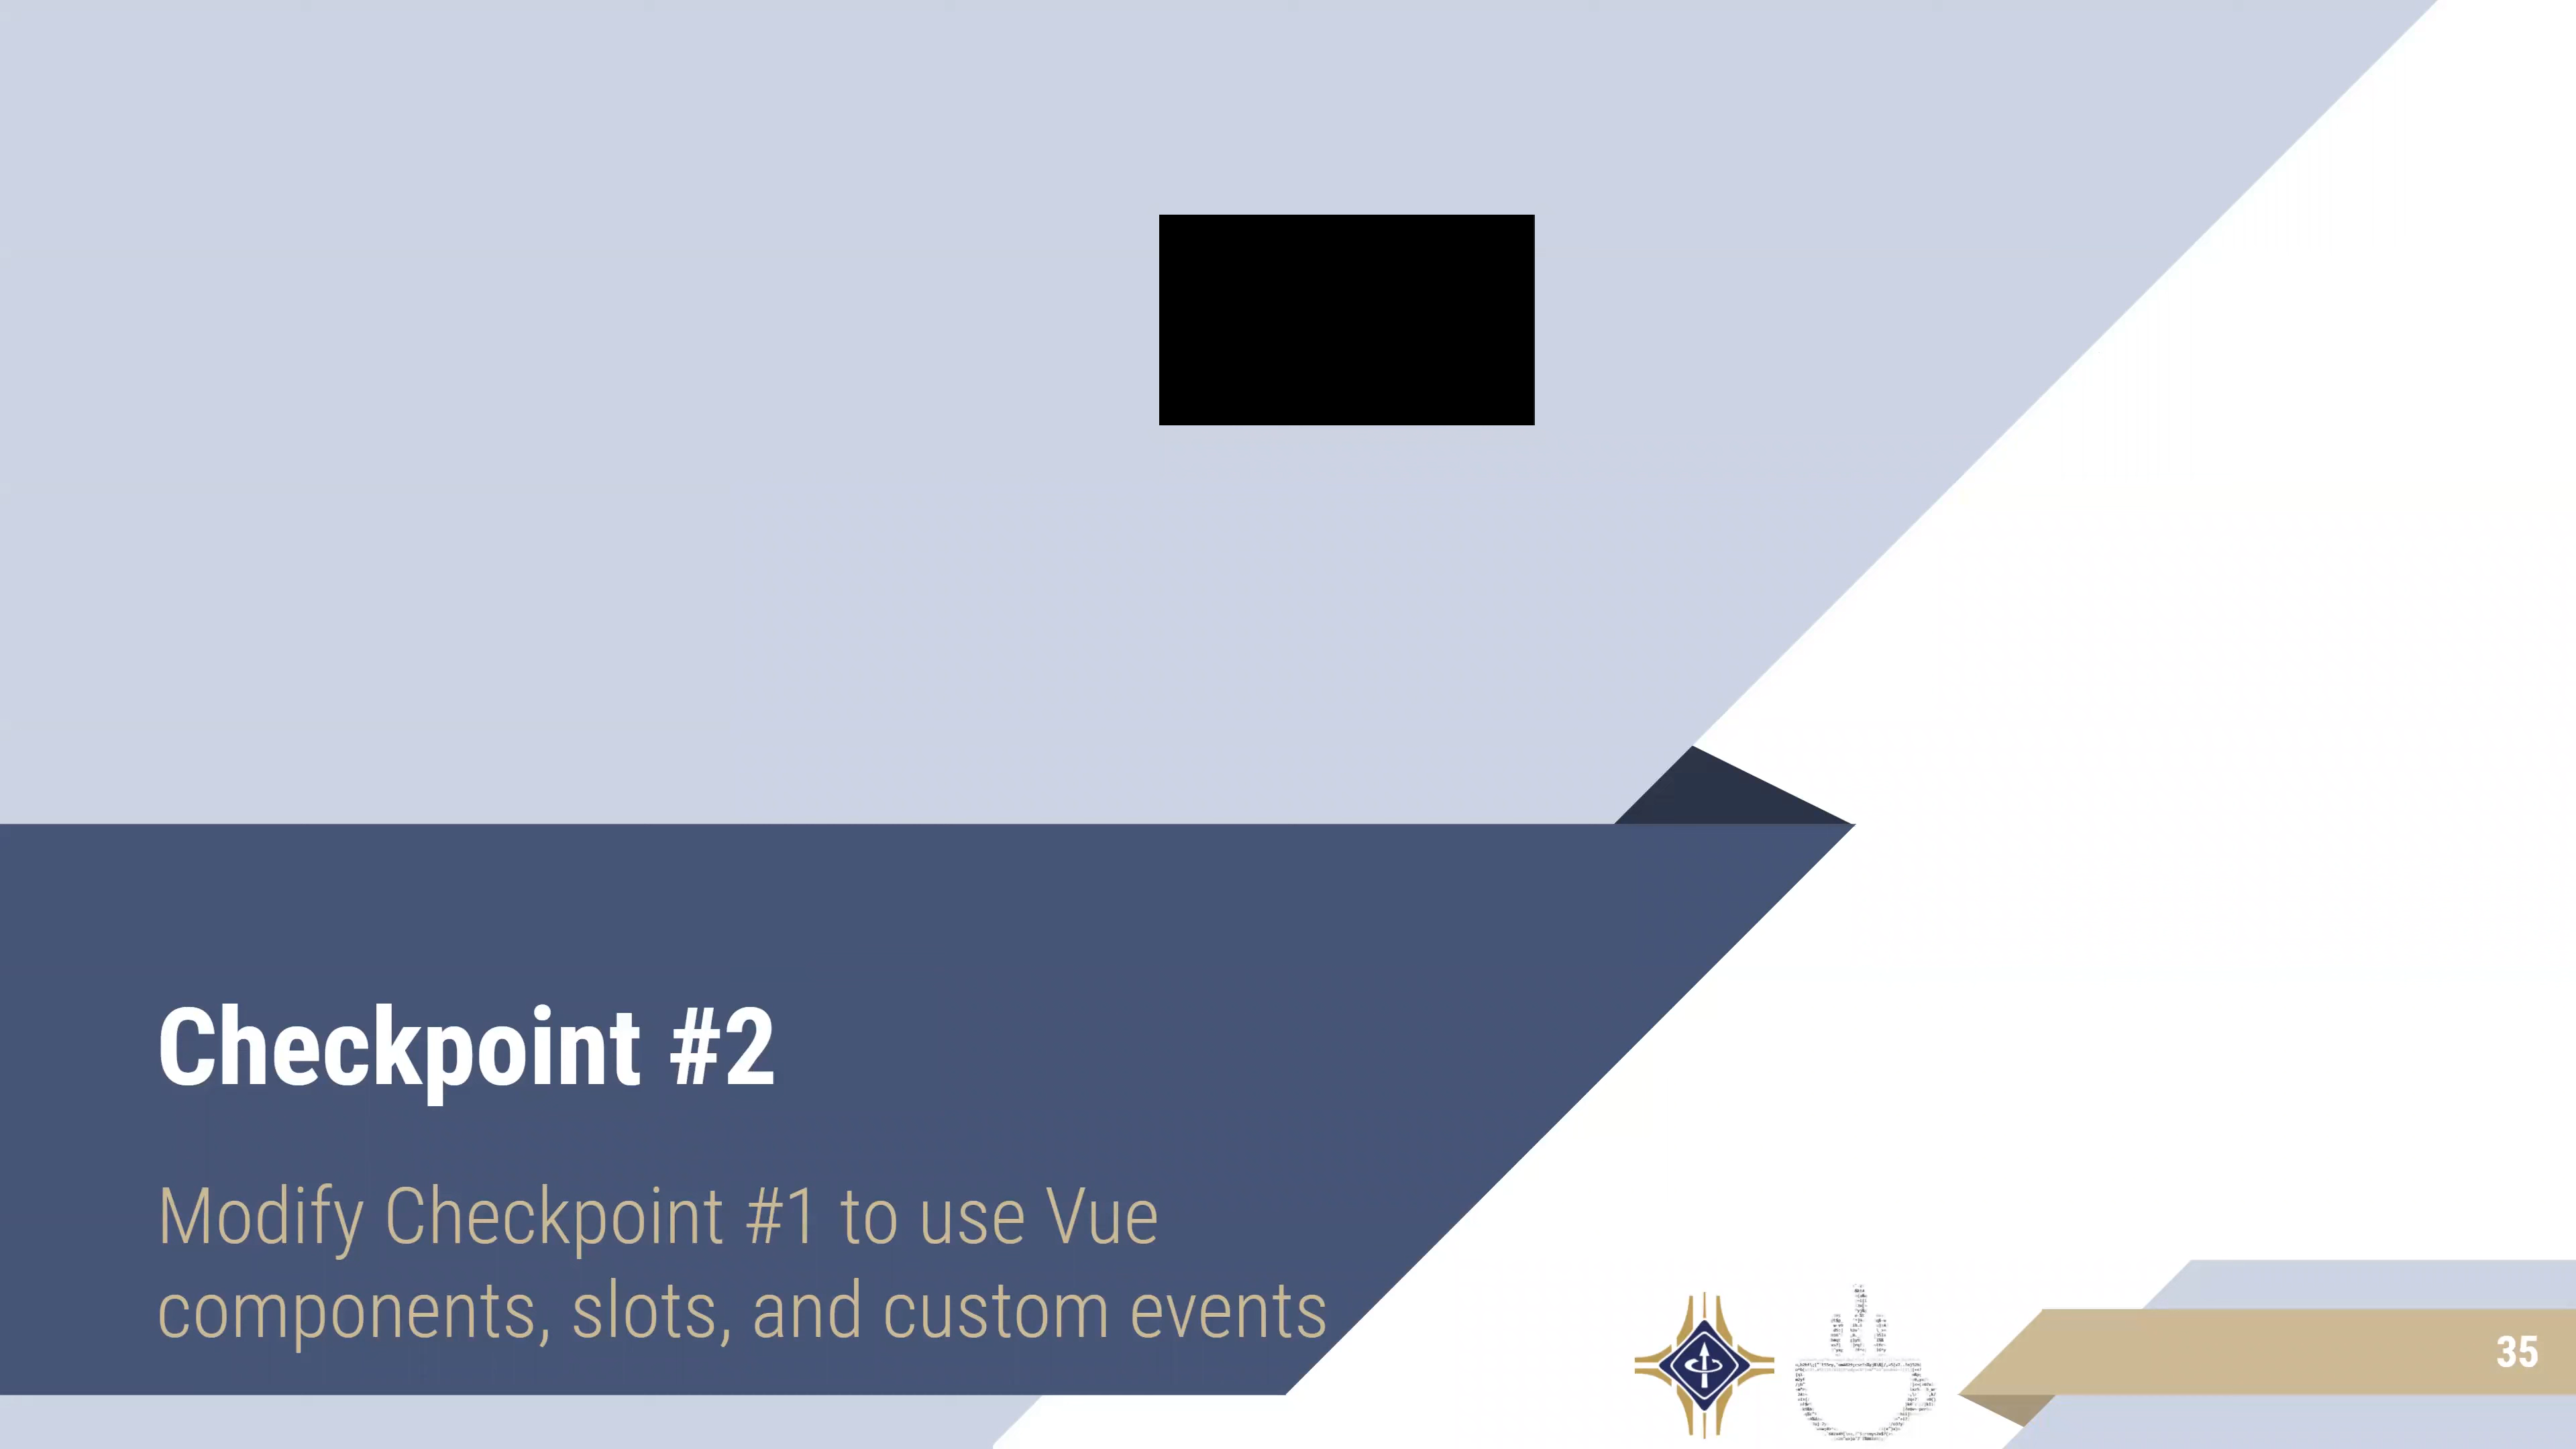 Checkpoint #2
Modify Checkpoint #1 to use Vue
components, slots, and custom events
35